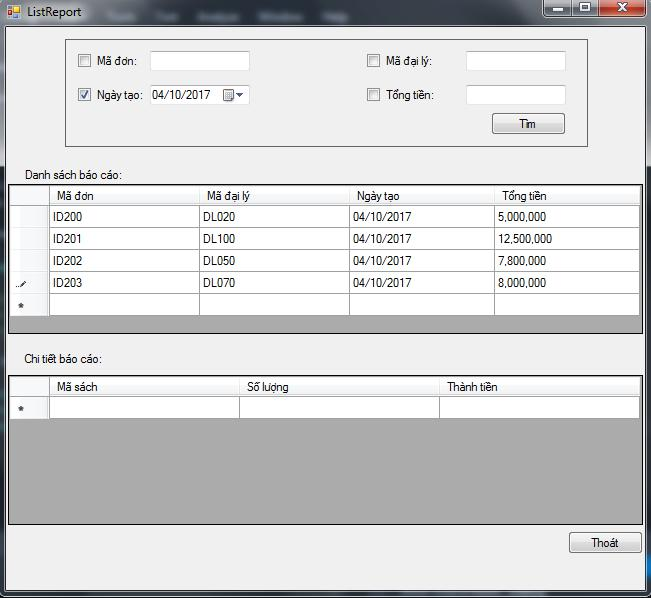 ListReport
Mã đơn: Mã đại lý:
Ngày tạo: 04/10/2017 Tổng tiền:
Tìm
Danh sách báo cáo:
Mã đơn Mã đại lý Ngày tạo Tổng tiền
ID200 DL020 04/10/2017 5,000,000
ID201 DL100 04/10/2017 12,500,000
ID202 DL050 04/10/2017 7,800,000
ID203 DL070 04/10/2017 8,000,000
Chi tiết báo cáo:
Mã sách Số lượng Thành tiền
Thoát